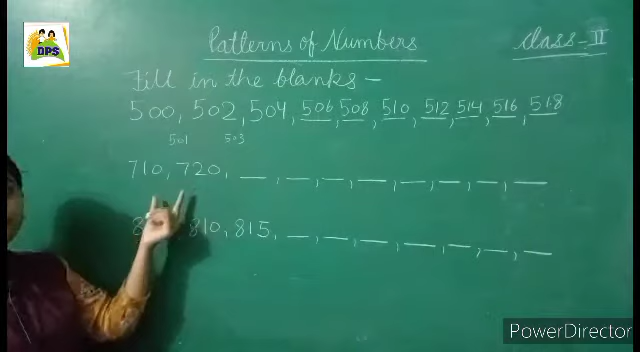 DPS
Patterns of Numbers
Class - II
Fill in the blanks -
500, 502, 504, 506, 508, 510, 512, 514, 516, 518
501 503
710, 720, _, _, _, _, _, _, _, _
810, 815, _, _, _, _, _, _, _
PowerDirector